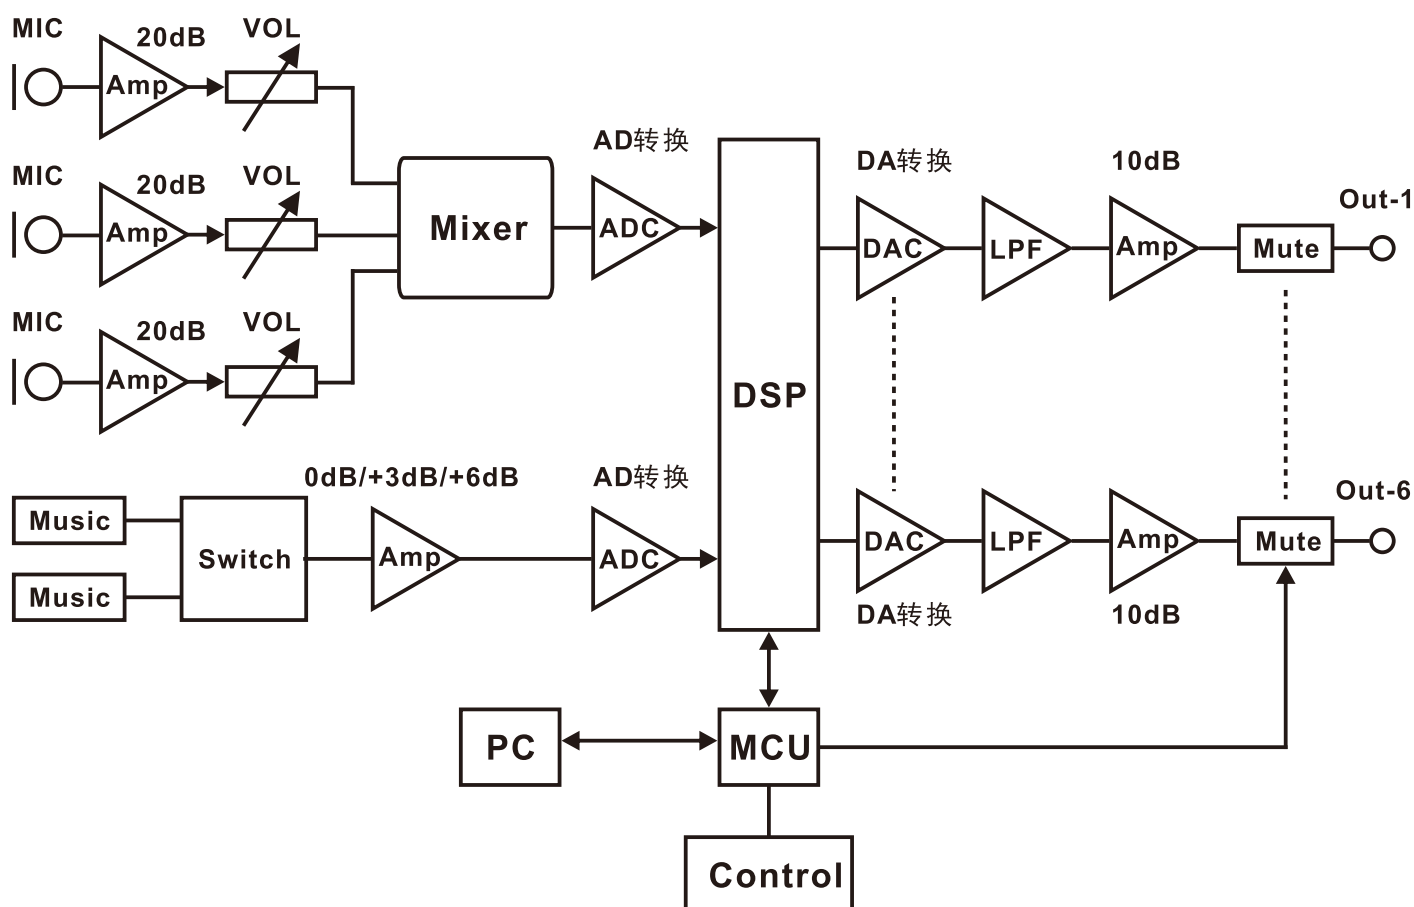 MIC
20dB
VOL
Amp
AD转换
DA转换
10dB
MIC
20dB
VOL
Out-1
Amp
Mixer
ADC
DAC
LPF
Amp
Mute
MIC
20dB
VOL
Amp
DSP
0dB/+3dB/+6dB
AD转换
Out-6
Music
Switch
Amp
ADC
DAC
LPF
Amp
Mute
Music
DA转换
10dB
PC
MCU
Control